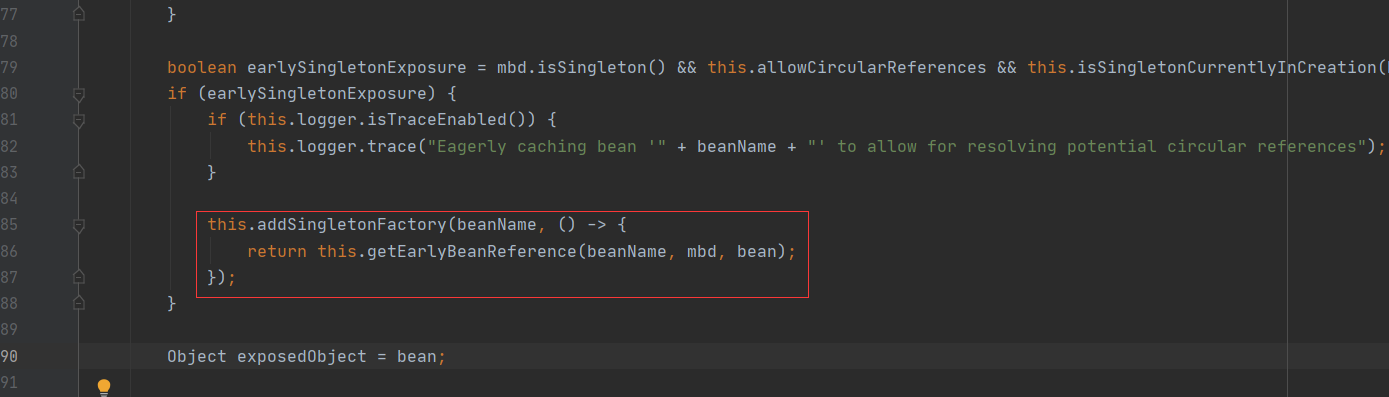 77 }
78
79 boolean earlySingletonExposure = mbd.isSingleton() && this.allowCircularReferences && this.isSingletonCurrentlyInCreation(
80 if (earlySingletonExposure) {
81 if (this.logger.isTraceEnabled()) {
82 this.logger.trace("Eagerly caching bean '" + beanName + "' to allow for resolving potential circular references");
83 }
84
85 this.addSingletonFactory(beanName, () -> {
86 return this.getEarlyBeanReference(beanName, mbd, bean);
87 });
88 }
89
90 Object exposedObject = bean;
91